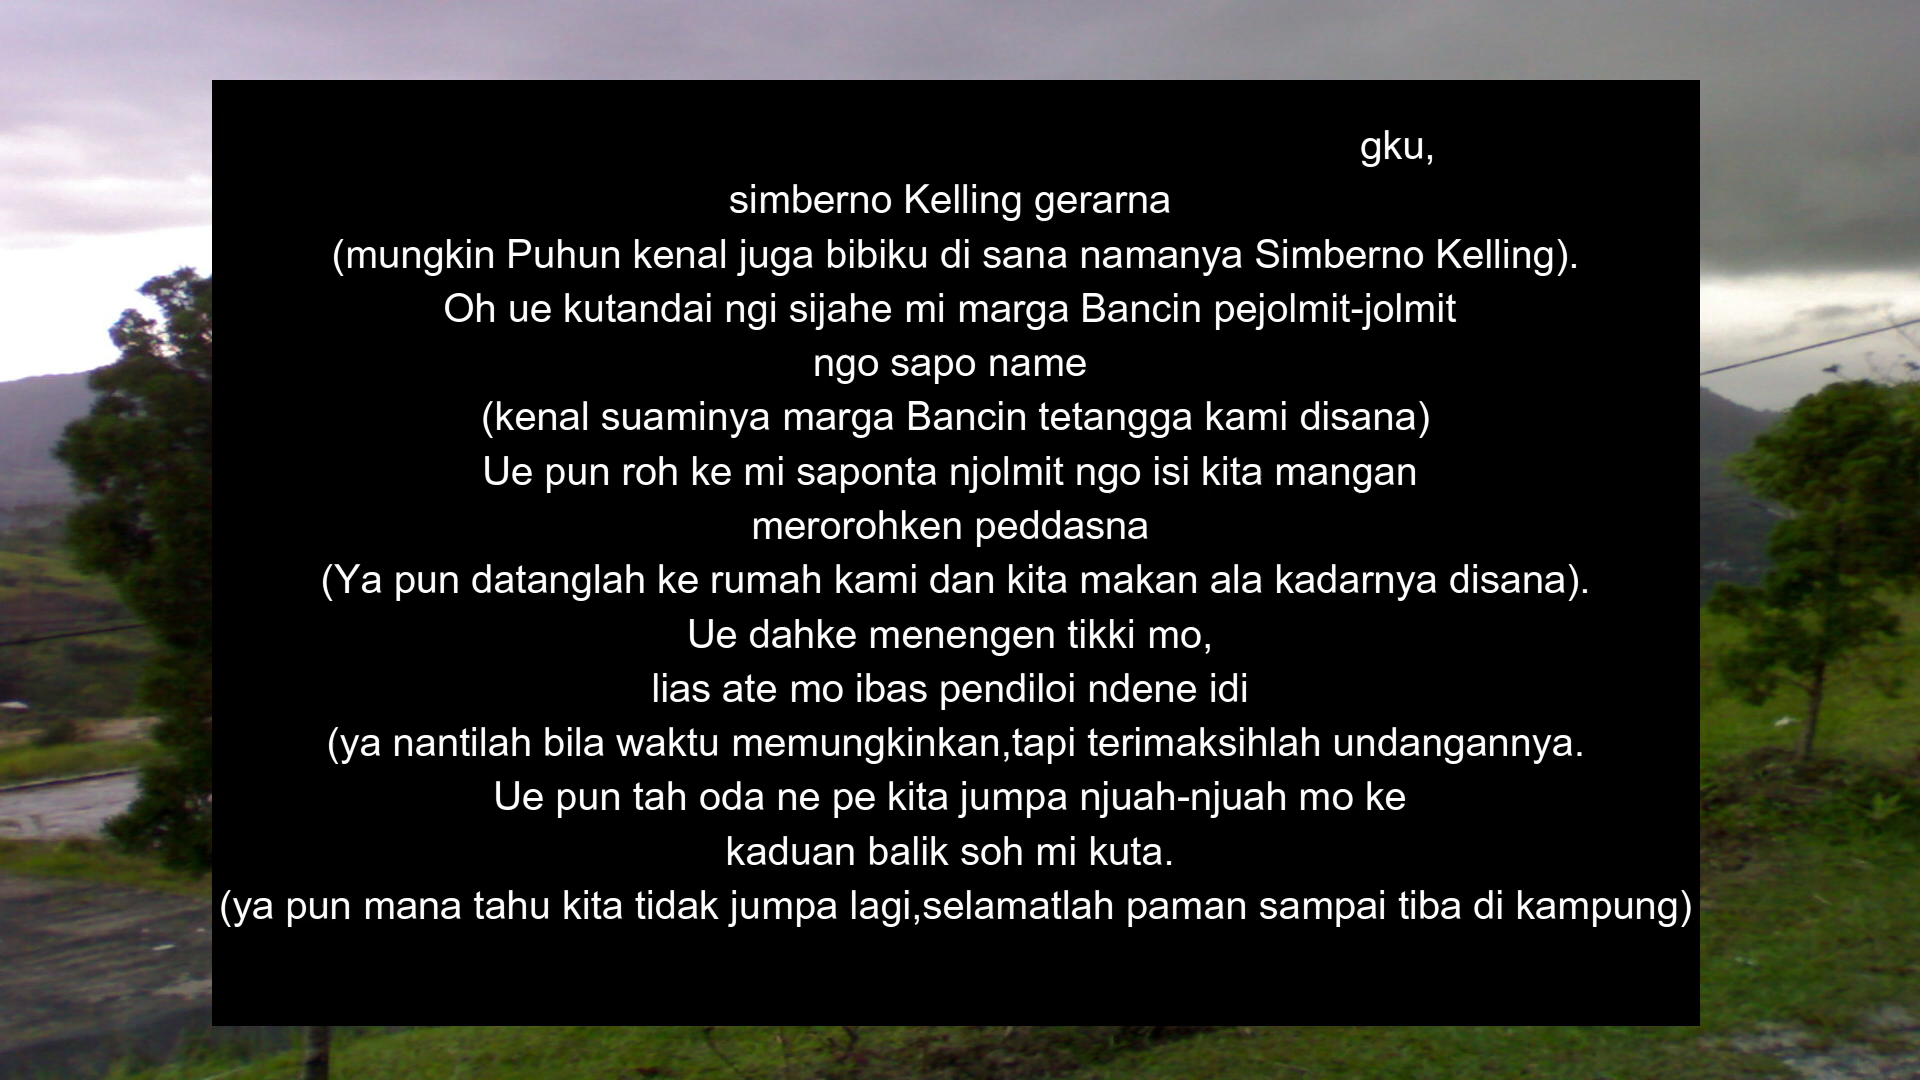 gku,
simberno Kelling gerarna
(mungkin Puhun kenal juga bibiku di sana namanya Simberno Kelling).
Oh ue kutandai ngi sijahe mi marga Bancin pejolmit-jolmit
ngo sapo name
(kenal suaminya marga Bancin tetangga kami disana)
Ue pun roh ke mi saponta njolmit ngo isi kita mangan
merorohken peddasna
(Ya pun datanglah ke rumah kami dan kita makan ala kadarnya disana).
Ue dahke menengen tikki mo,
lias ate mo ibas pendiloi ndene idi
(ya nantilah bila waktu memungkinkan,tapi terimaksihlah undangannya.
Ue pun tah oda ne pe kita jumpa njuah-njuah mo ke
kaduan balik soh mi kuta.
(ya pun mana tahu kita tidak jumpa lagi,selamatlah paman sampai tiba di kampung)